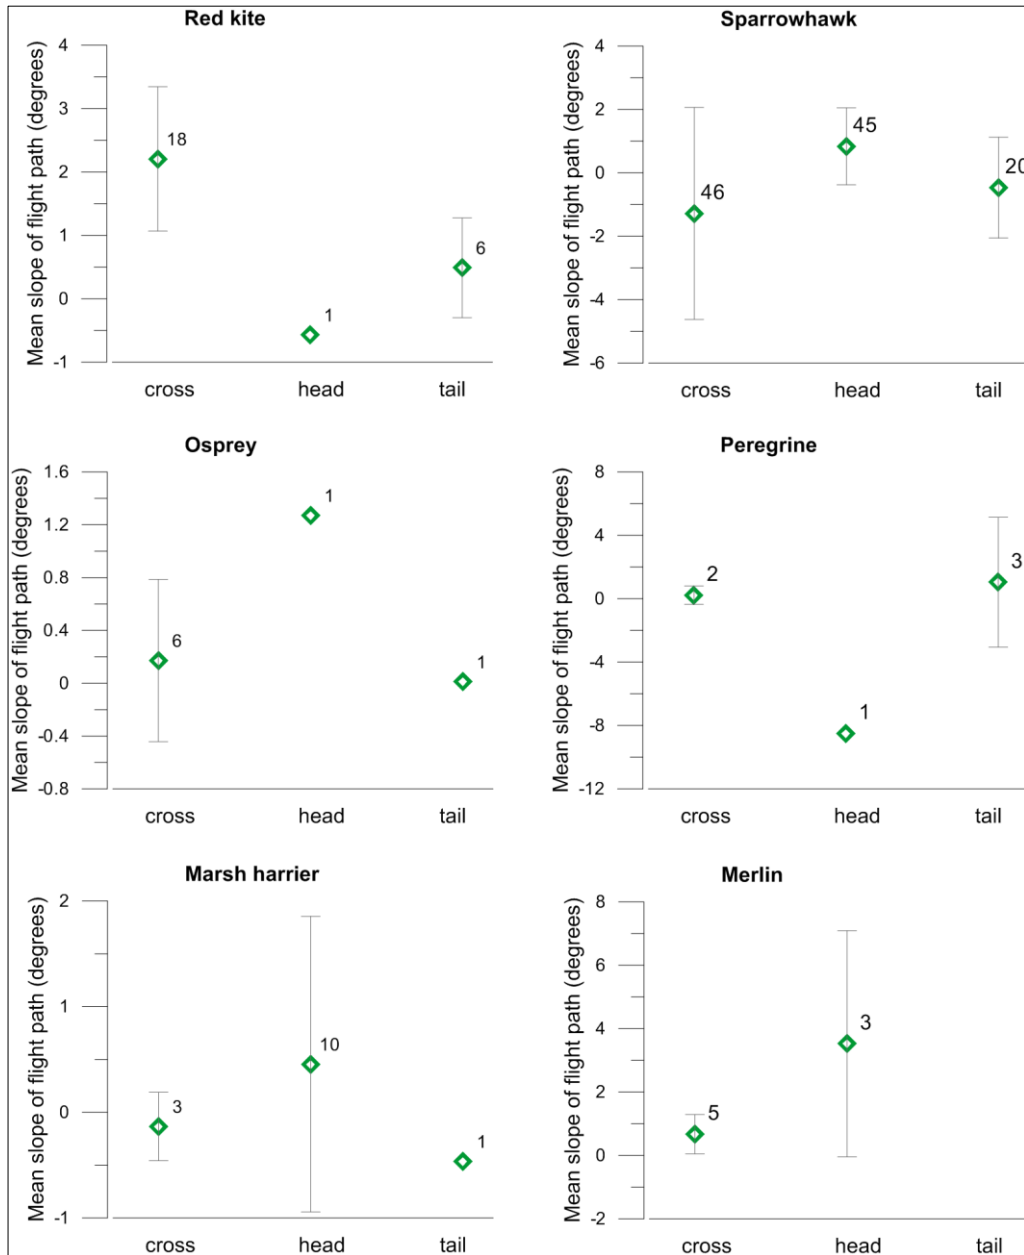 Red kite
Mean slope of flight path (degrees)
4
3
2
1
0
-1
18
1
6
cross head tail
Sparrowhawk
Mean slope of flight path (degrees)
4
2
0
-2
-4
-6
46
45
20
cross head tail
Osprey
Mean slope of flight path (degrees)
1.6
1.2
0.8
0.4
0
-0.4
-0.8
6
1
1
cross head tail
Peregrine
Mean slope of flight path (degrees)
8
4
0
-4
-8
-12
2
1
3
cross head tail
Marsh harrier
Mean slope of flight path (degrees)
2
1
0
-1
3
10
1
cross head tail
Merlin
Mean slope of flight path (degrees)
8
6
4
2
0
-2
5
3
cross head tail